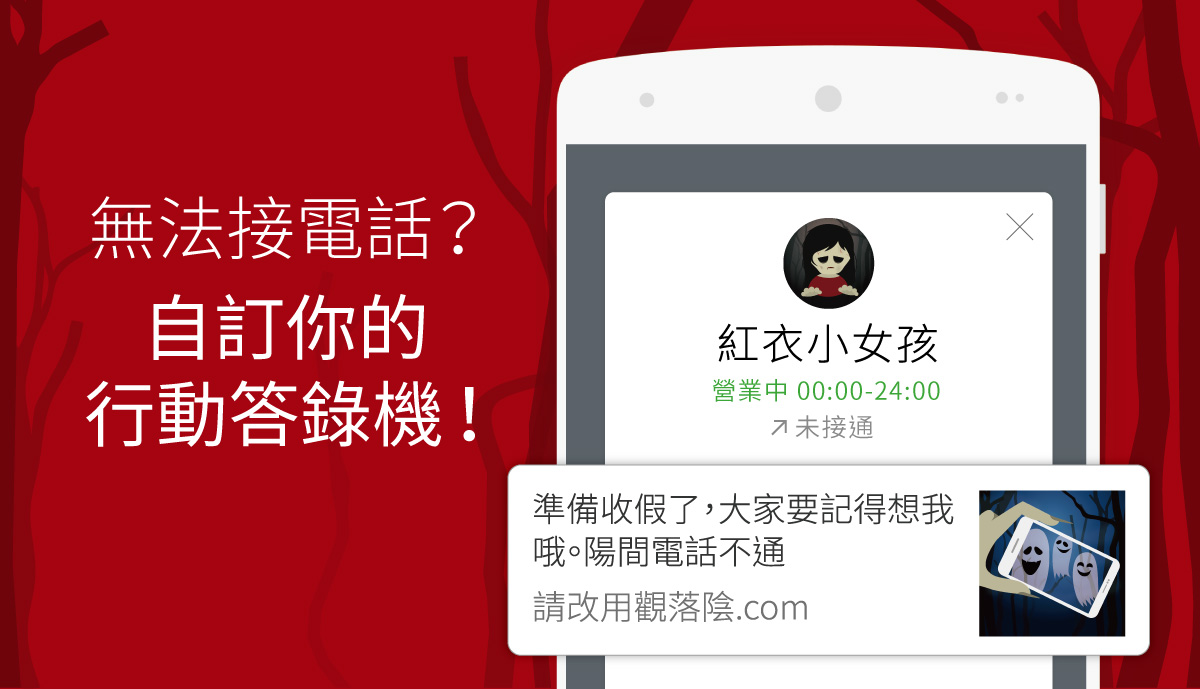 無法接電話？
自訂你的
行動答錄機！
紅衣小女孩
營業中 00:00-24:00
未接通
準備收假了，大家要記得想我
哦。陽間電話不通
請改用觀落陰.com